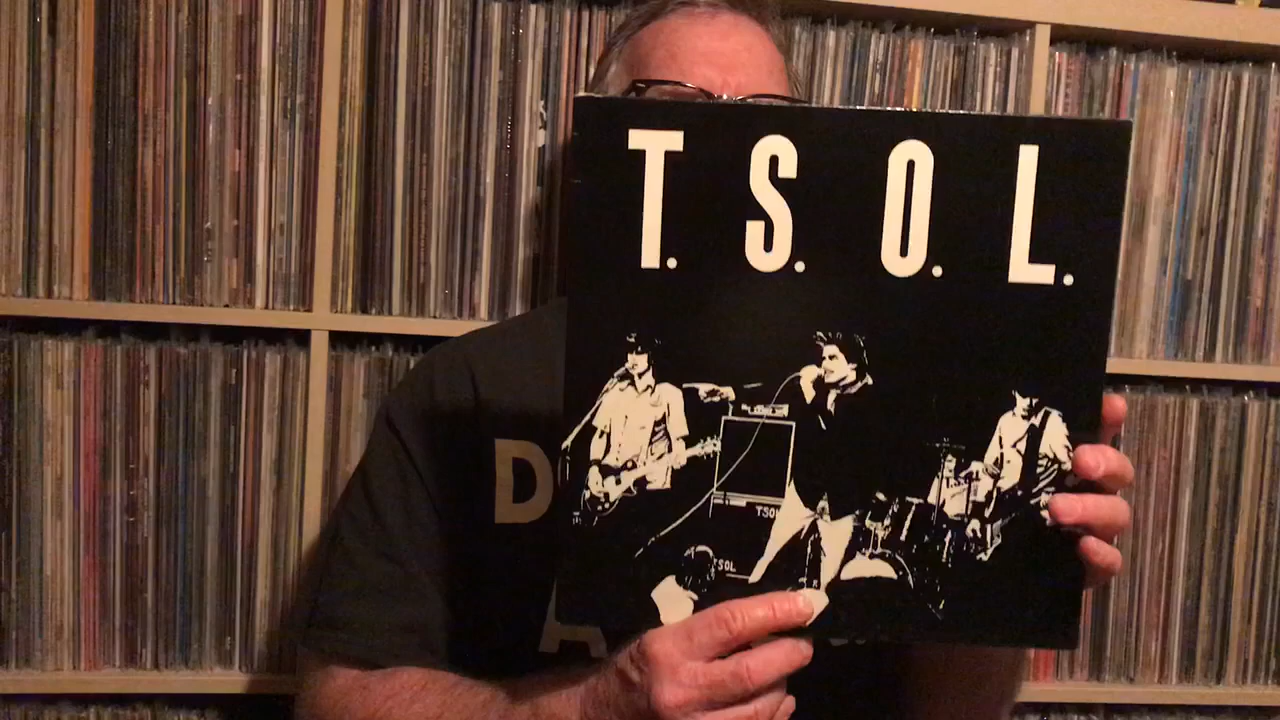 T. S. O. L.
D
TSOL
TSOL
A